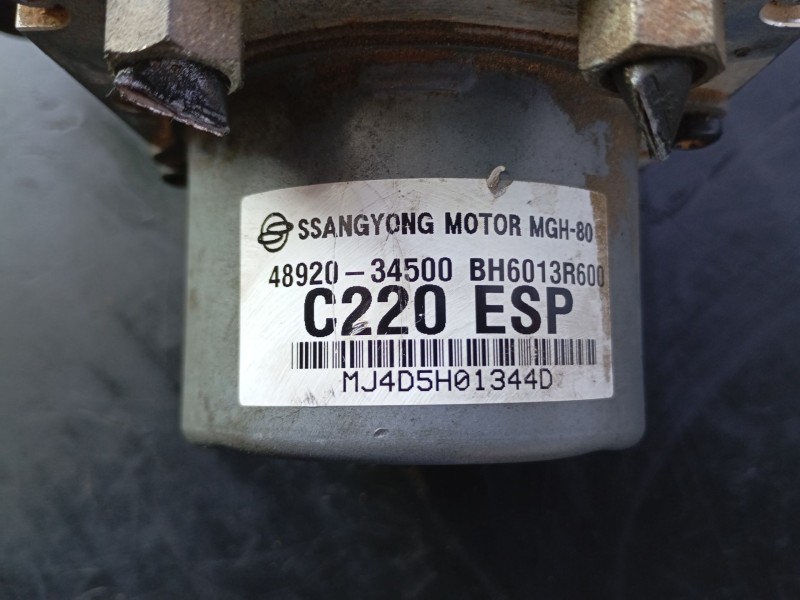 SSANGYONG MOTOR MGH-80
48920-34500 BH6013R600
C220 ESP
MJ4D5H01344D